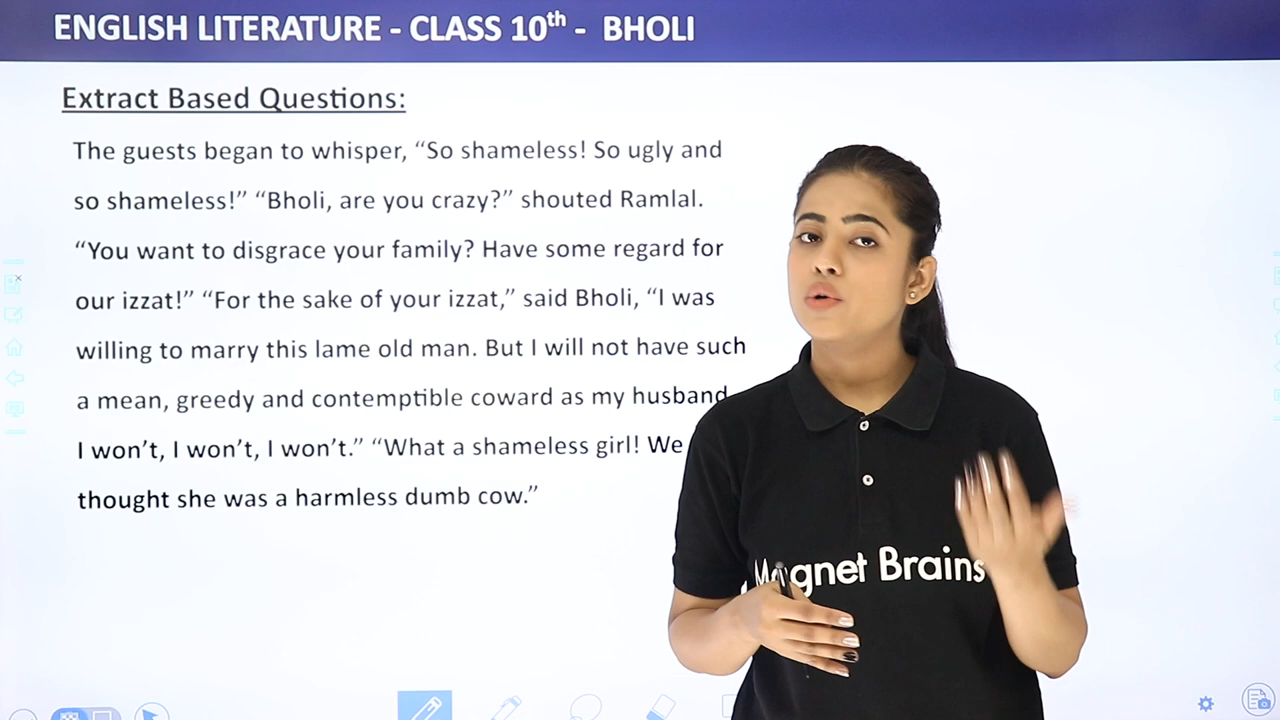 ENGLISH LITERATURE - CLASS 10th - BHOLI
Extract Based Questions:
The guests began to whisper, “So shameless! So ugly and
so shameless!” “Bholi, are you crazy?” shouted Ramlal.
“You want to disgrace your family? Have some regard for
our izzat!” “For the sake of your izzat,” said Bholi, “I was
willing to marry this lame old man. But I will not have such
a mean, greedy and contemptible coward as my husband
I won’t, I won’t, I won’t.” “What a shameless girl! We
thought she was a harmless dumb cow.”
Magnet Brains